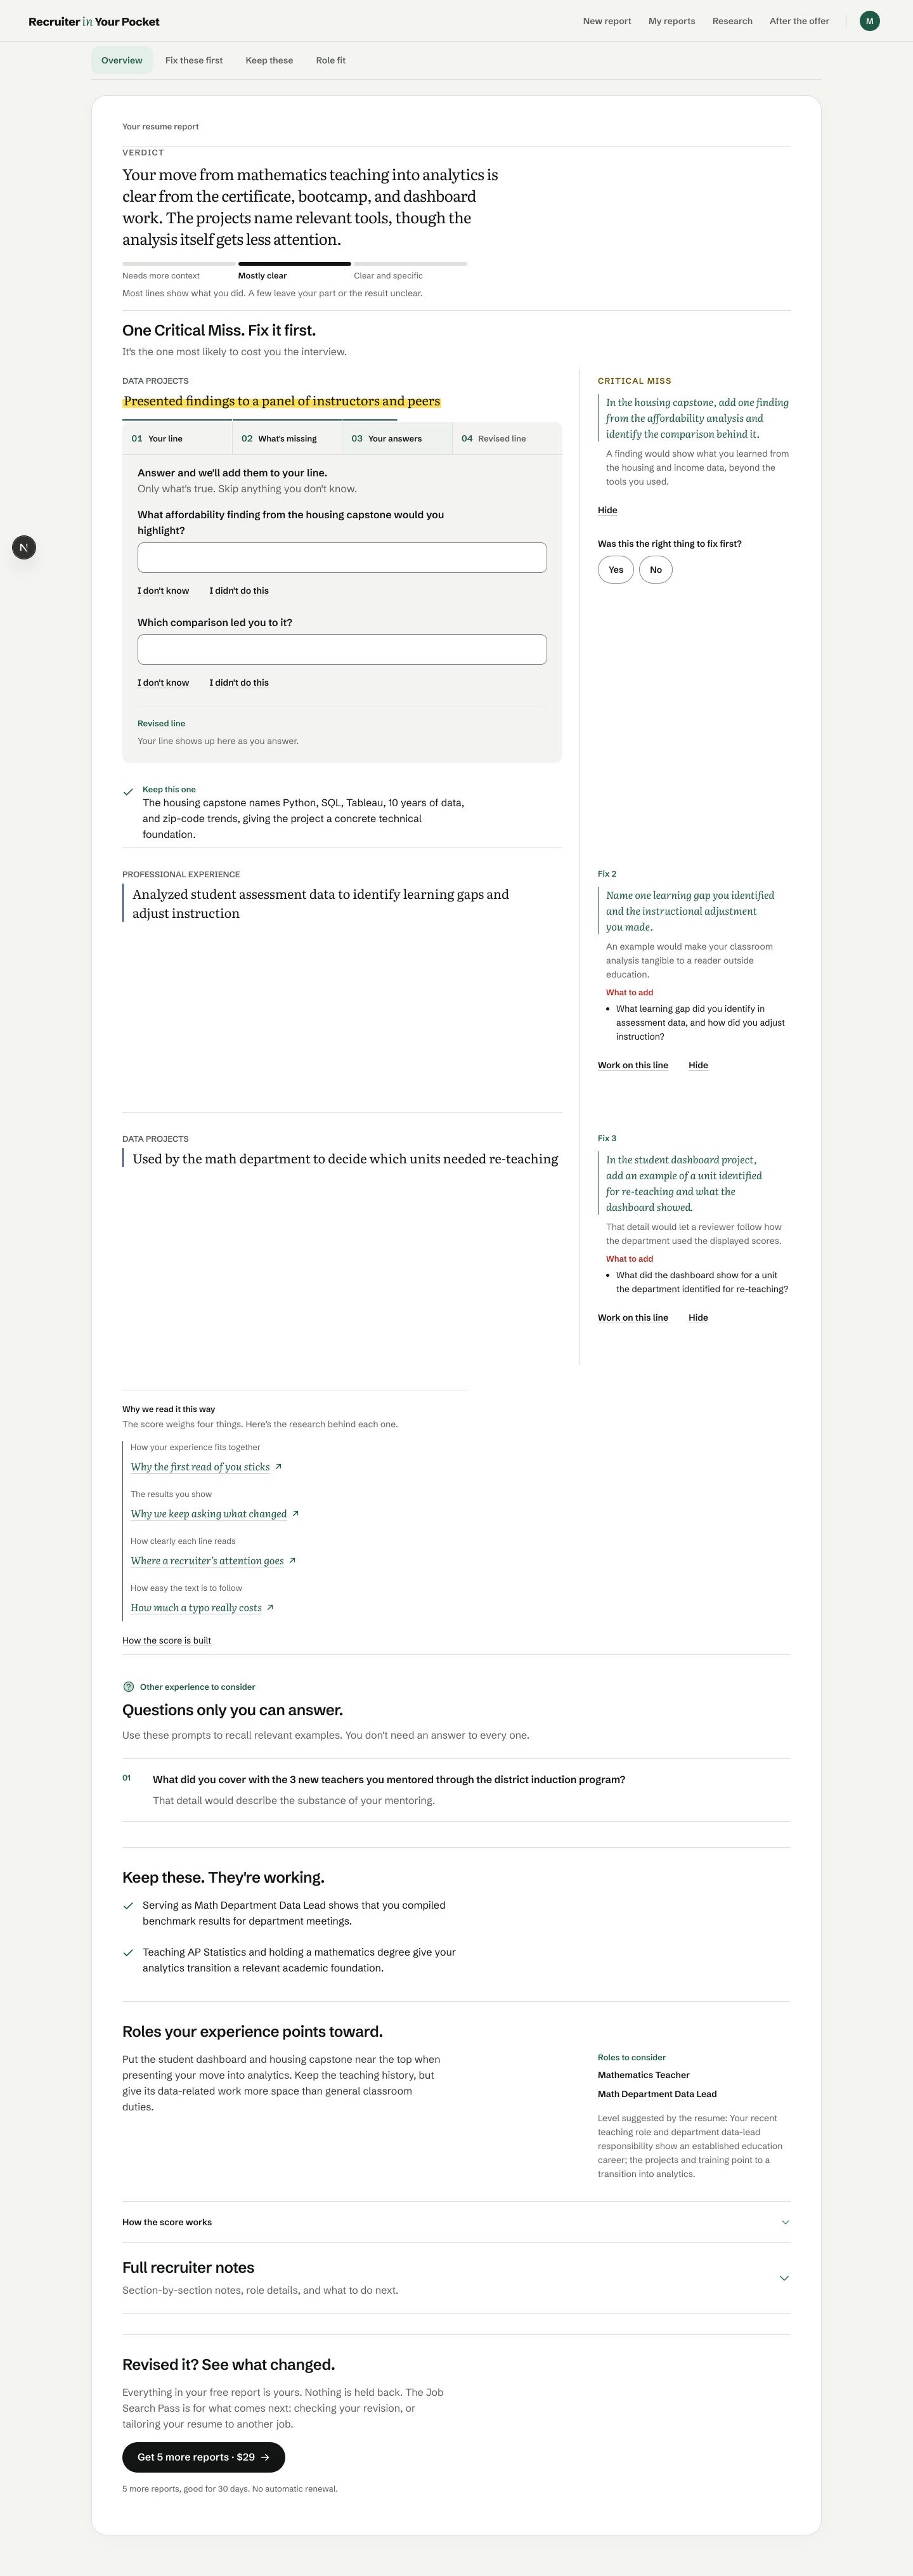 Recruiter in Your Pocket
New report
My reports
Research
After the offer
M
Overview
Fix these first
Keep these
Role fit
Your resume report
VERDICT
Your move from mathematics teaching into analytics is
clear from the certificate, bootcamp, and dashboard
work. The projects name relevant tools, though the
analysis itself gets less attention.
Needs more context
Mostly clear
Clear and specific
Most lines show what you did. A few leave your part or the result unclear.
One Critical Miss. Fix it first.
It's the one most likely to cost you the interview.
DATA PROJECTS
Presented findings to a panel of instructors and peers
01 Your line
02 What's missing
03 Your answers
04 Revised line
Answer and we'll add them to your line.
Only what's true. Skip anything you don't know.
What affordability finding from the housing capstone would you
highlight?
I don't know
I didn't do this
Which comparison led you to it?
I don't know
I didn't do this
Revised line
Your line shows up here as you answer.
CRITICAL MISS
In the housing capstone, add one finding
from the affordability analysis and
identify the comparison behind it.
A finding would show what you learned from
the housing and income data, beyond the
tools you used.
Hide
Was this the right thing to fix first?
Yes
No
N
Keep this one
The housing capstone names Python, SQL, Tableau, 10 years of data,
and zip-code trends, giving the project a concrete technical
foundation.
PROFESSIONAL EXPERIENCE
Analyzed student assessment data to identify learning gaps and
adjust instruction
Fix 2
Name one learning gap you identified
and the instructional adjustment
you made.
An example would make your classroom
analysis tangible to a reader outside
education.
What to add
• What learning gap did you identify in
assessment data, and how did you adjust
instruction?
Work on this line
Hide
DATA PROJECTS
Used by the math department to decide which units needed re-teaching
Fix 3
In the student dashboard project,
add an example of a unit identified
for re-teaching and what the
dashboard showed.
That detail would let a reviewer follow how
the department used the displayed scores.
What to add
• What did the dashboard show for a unit
the department identified for re-teaching?
Work on this line
Hide
Why we read it this way
The score weighs four things. Here's the research behind each one.
How your experience fits together
Why the first read of you sticks ↗
The results you show
Why we keep asking what changed ↗
How clearly each line reads
Where a recruiter's attention goes ↗
How easy the text is to follow
How much a typo really costs ↗
How the score is built
Other experience to consider
Questions only you can answer.
Use these prompts to recall relevant examples. You don't need an answer to every one.
01
What did you cover with the 3 new teachers you mentored through the district induction program?
That detail would describe the substance of your mentoring.
Keep these. They're working.
Serving as Math Department Data Lead shows that you compiled
benchmark results for department meetings.
Teaching AP Statistics and holding a mathematics degree give your
analytics transition a relevant academic foundation.
Roles your experience points toward.
Put the student dashboard and housing capstone near the top when
presenting your move into analytics. Keep the teaching history, but
give its data-related work more space than general classroom
duties.
Roles to consider
Mathematics Teacher
Math Department Data Lead
Level suggested by the resume: Your recent
teaching role and department data-lead
responsibility show an established education
career; the projects and training point to a
transition into analytics.
How the score works
Full recruiter notes
Section-by-section notes, role details, and what to do next.
Revised it? See what changed.
Everything in your free report is yours. Nothing is held back. The Job
Search Pass is for what comes next: checking your revision, or
tailoring your resume to another job.
Get 5 more reports · $29 →
5 more reports, good for 30 days. No automatic renewal.